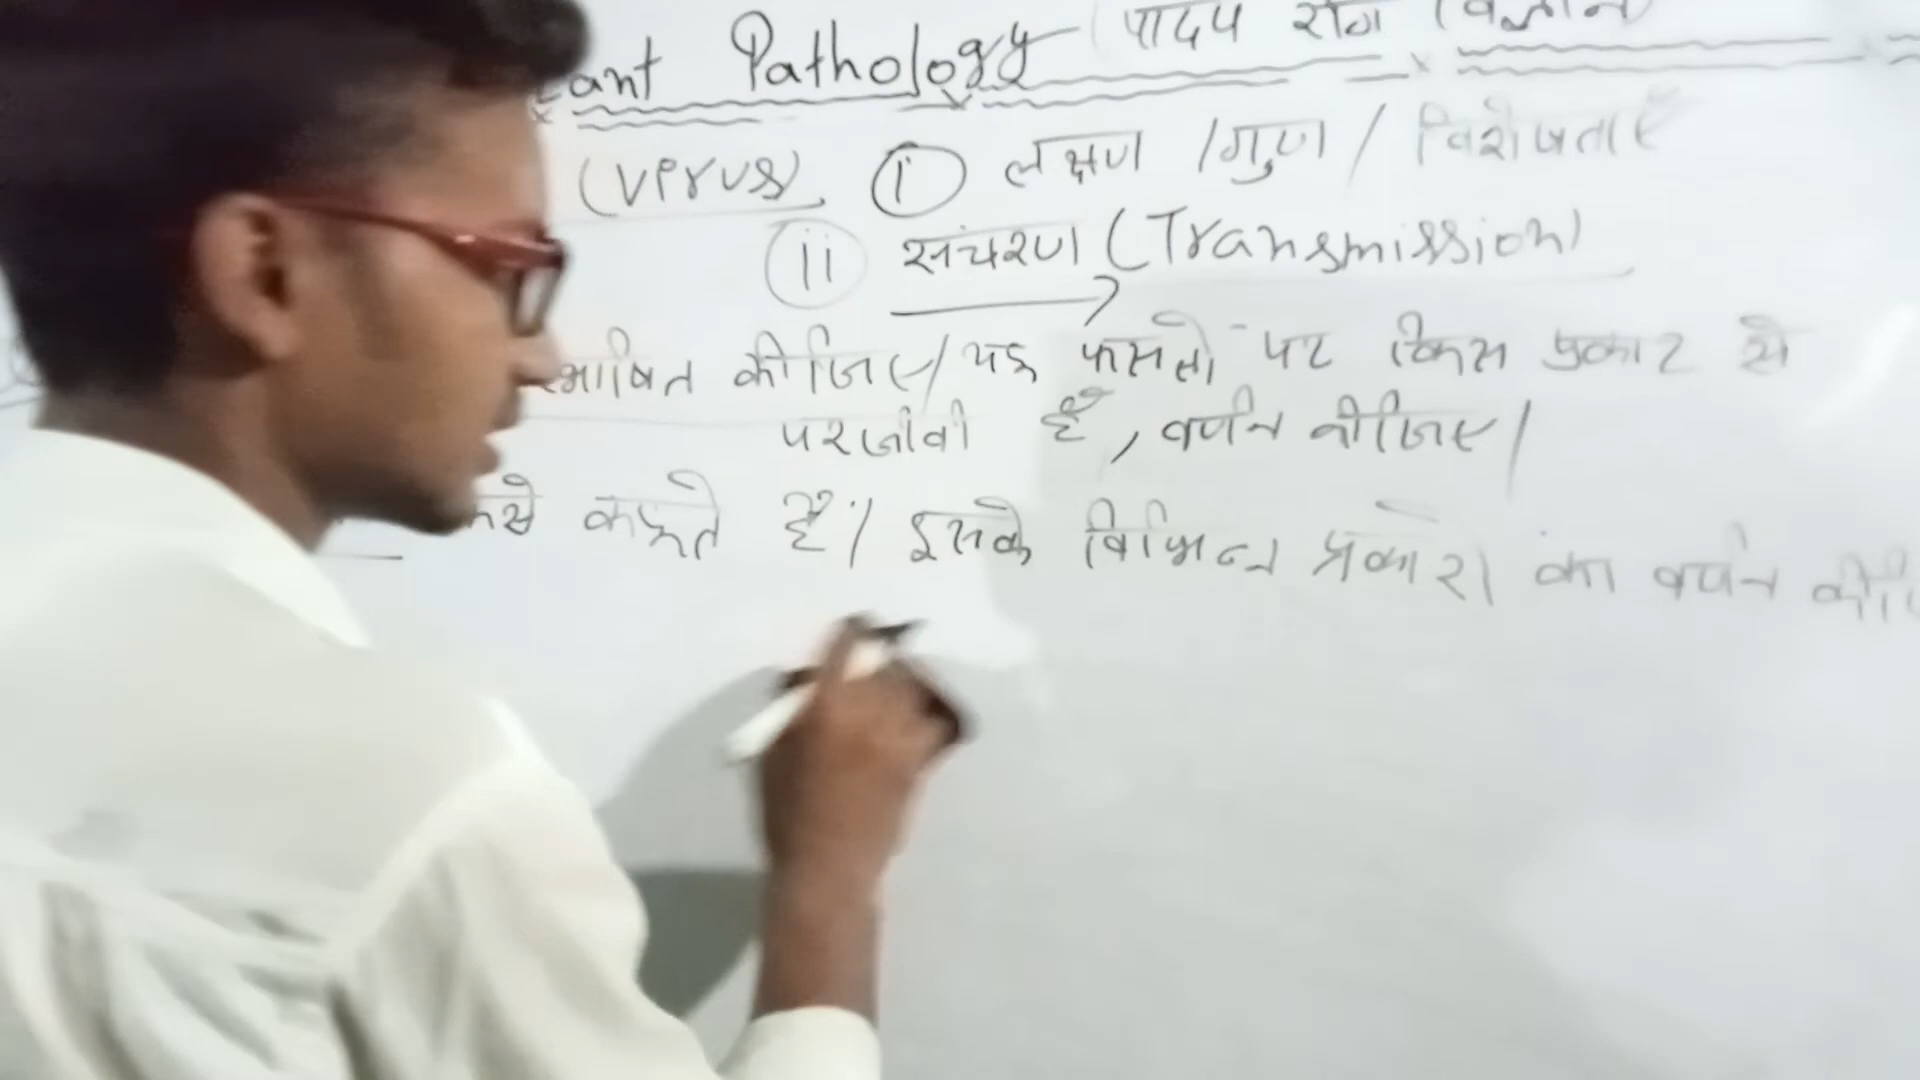 ant Pathology (पादप रोग विज्ञान)
(virus) i लक्षण / गुण / विशेषताएँ
ii संचरण (Transmission)
भाषित कीजिए / यह फसलों पर किस प्रकार से
परजीवी हैं, वर्णन कीजिए /
कहते हैं / इसके विभिन्न प्रकारों का वर्णन